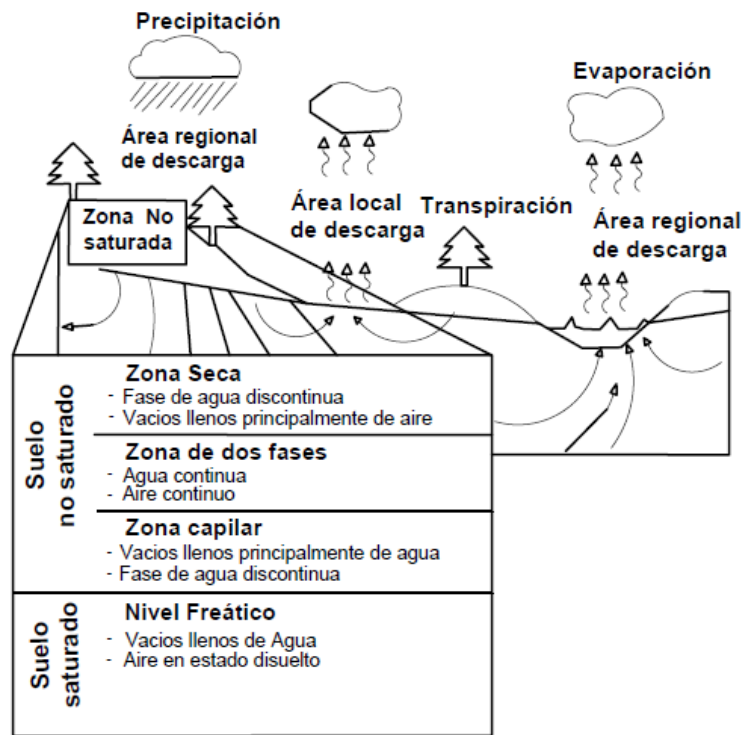 Precipitación
Evaporación
Área regional
de descarga
Área local
de descarga
Transpiración
Área regional
de descarga
Zona No
saturada
Suelo
no saturado
Zona Seca
- Fase de agua discontinua
- Vacios llenos principalmente de aire
Zona de dos fases
- Agua continua
- Aire continuo
Zona capilar
- Vacios llenos principalmente de agua
- Fase de agua discontinua
Suelo
saturado
Nivel Freático
- Vacios llenos de Agua
- Aire en estado disuelto